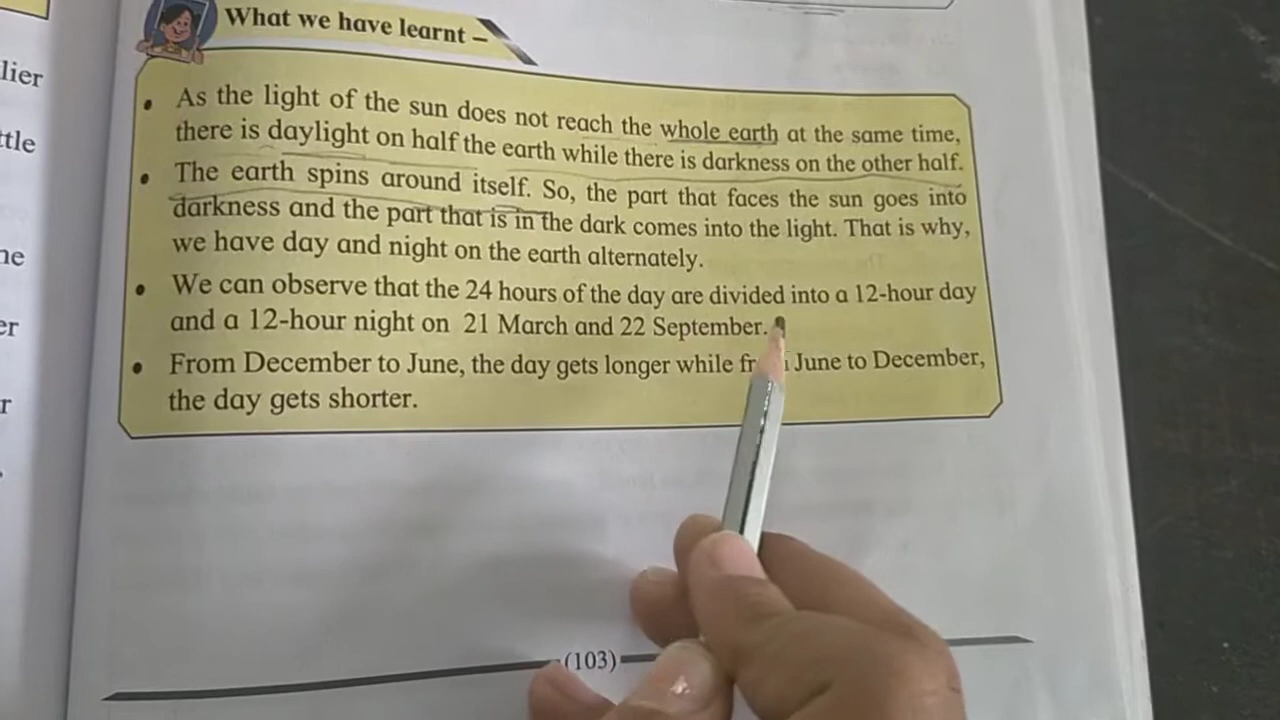 lier
ttle
ne
er
r
What we have learnt –
• As the light of the sun does not reach the whole earth at the same time,
there is daylight on half the earth while there is darkness on the other half.
• The earth spins around itself. So, the part that faces the sun goes into
darkness and the part that is in the dark comes into the light. That is why,
we have day and night on the earth alternately.
• We can observe that the 24 hours of the day are divided into a 12-hour day
and a 12-hour night on 21 March and 22 September.
• From December to June, the day gets longer while June to December,
the day gets shorter.
(103)